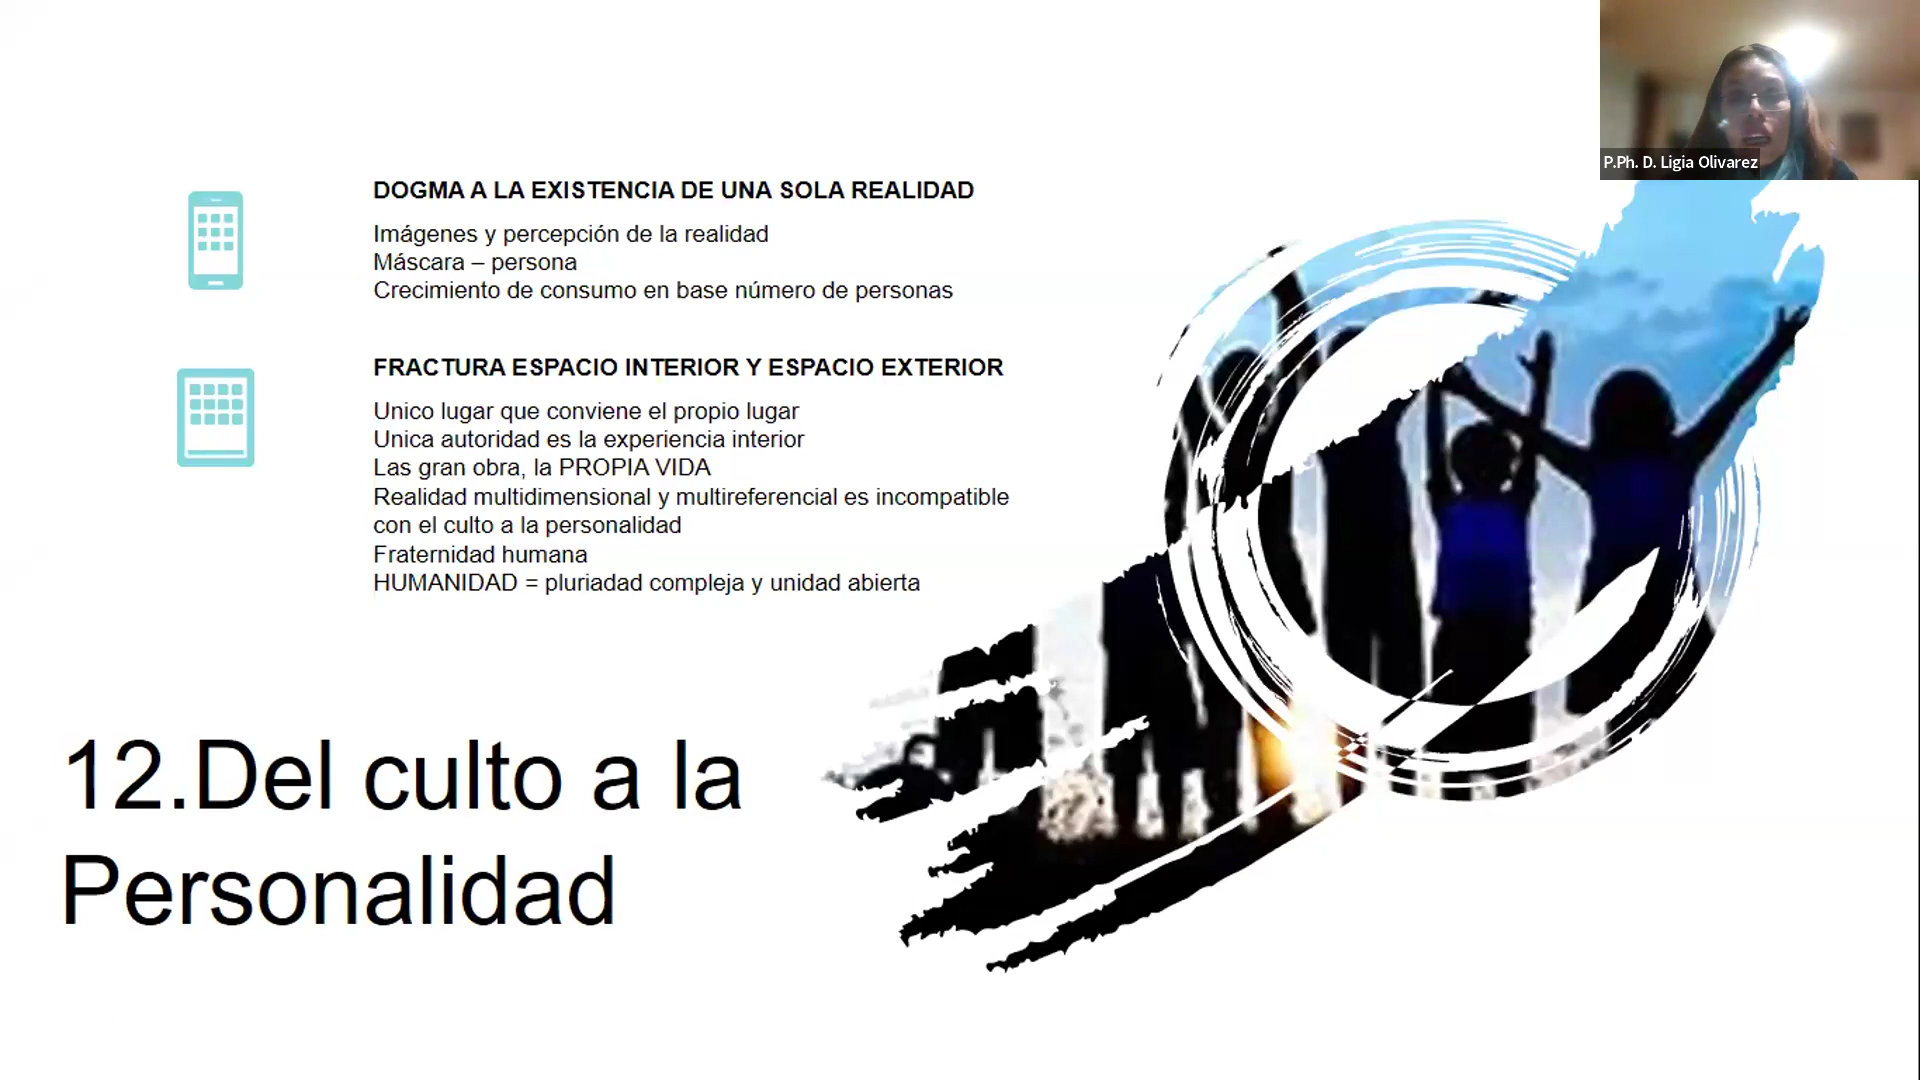 P.Ph. D. Ligia Olivarez
DOGMA A LA EXISTENCIA DE UNA SOLA REALIDAD
Imágenes y percepción de la realidad
Máscara – persona
Crecimiento de consumo en base número de personas
FRACTURA ESPACIO INTERIOR Y ESPACIO EXTERIOR
Unico lugar que conviene el propio lugar
Unica autoridad es la experiencia interior
Las gran obra, la PROPIA VIDA
Realidad multidimensional y multireferencial es incompatible
con el culto a la personalidad
Fraternidad humana
HUMANIDAD = pluriadad compleja y unidad abierta
12.Del culto a la
Personalidad